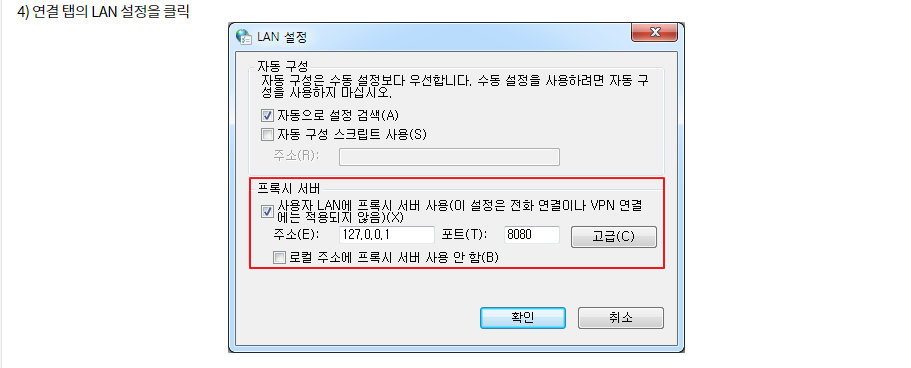 4) 연결 탭의 LAN 설정을 클릭
LAN 설정
자동 구성
자동 구성은 수동 설정보다 우선합니다. 수동 설정을 사용하려면 자동 구
성을 사용하지 마십시오.
자동으로 설정 검색(A)
자동 구성 스크립트 사용(S)
주소(R):
프록시 서버
사용자 LAN에 프록시 서버 사용(이 설정은 전화 연결이나 VPN 연결
에는 적용되지 않음)(X)
주소(E): 127.0.0.1 포트(T): 8080 고급(C)
로컬 주소에 프록시 서버 사용 안 함(B)
확인 취소